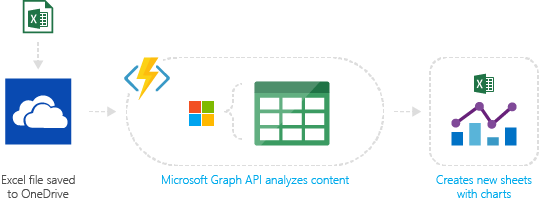 Excel file saved
to OneDrive
Microsoft Graph API analyzes content
Creates new sheets
with charts